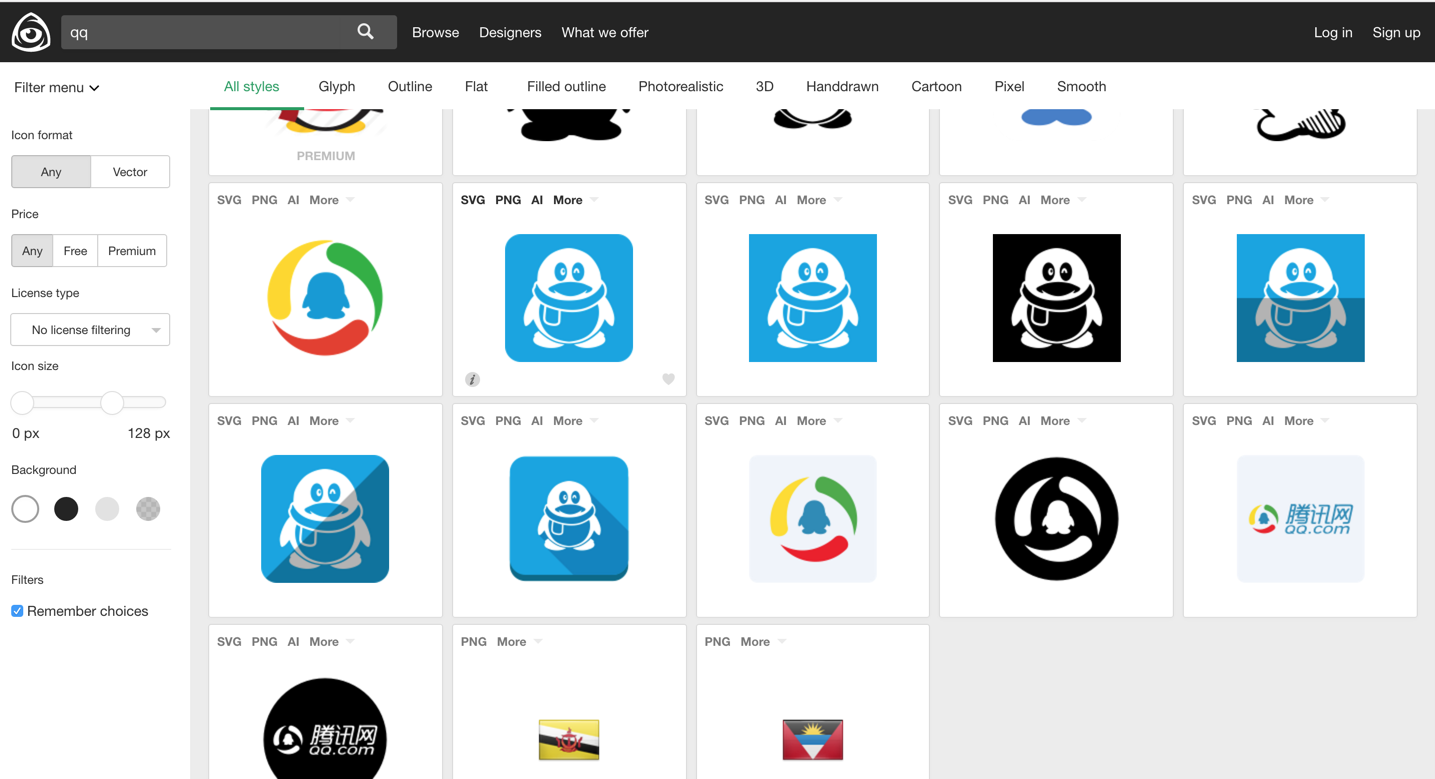 qq
Browse Designers What we offer
Log in Sign up
Filter menu
All styles Glyph Outline Flat Filled outline Photorealistic 3D Handdrawn Cartoon Pixel Smooth
Icon format
Any Vector
Price
Any Free Premium
License type
No license filtering
Icon size
0 px 128 px
Background
Filters
Remember choices
PREMIUM
SVG PNG AI More
SVG PNG AI More
SVG PNG AI More
SVG PNG AI More
SVG PNG AI More
i
SVG PNG AI More
SVG PNG AI More
SVG PNG AI More
SVG PNG AI More
SVG PNG AI More
腾讯网
QQ.com
SVG PNG AI More
PNG More
PNG More
腾讯网
QQ.com